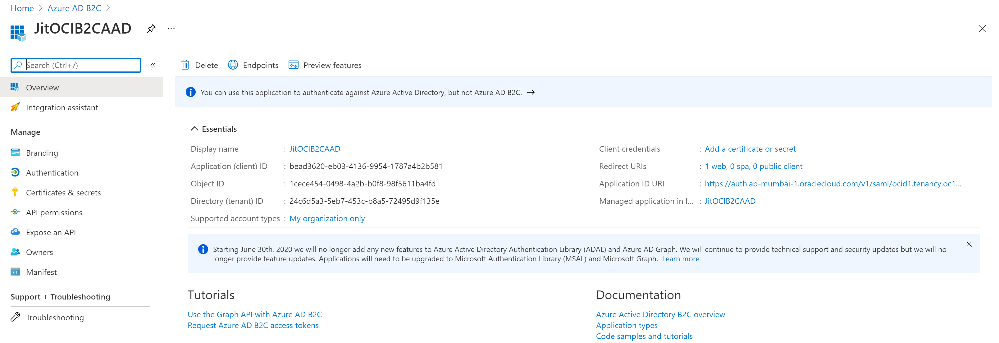 Home > Azure AD B2C >
JitOCIB2CAAD ...
Search (Ctrl+/) «
Overview
Integration assistant
Manage
Branding
Authentication
Certificates & secrets
API permissions
Expose an API
Owners
Manifest
Support + Troubleshooting
Troubleshooting
Delete Endpoints Preview features
You can use this application to authenticate against Azure Active Directory, but not Azure AD B2C. →
Essentials
Display name : JitOCIB2CAAD
Application (client) ID : bead3620-eb03-4136-9954-1787a4b2b581
Object ID : 1cece454-0498-4a2b-b0f8-98f5611ba4fd
Directory (tenant) ID : 24c6d5a3-5eb7-453c-b8a5-72495d9f135e
Supported account types : My organization only
Client credentials : Add a certificate or secret
Redirect URIs : 1 web, 0 spa, 0 public client
Application ID URI : https://auth.ap-mumbai-1.oraclecloud.com/v1/saml/ocid1.tenancy.oc1...
Managed application in l... : JitOCIB2CAAD
Starting June 30th, 2020 we will no longer add any new features to Azure Active Directory Authentication Library (ADAL) and Azure AD Graph. We will continue to provide technical support and security updates but we will no
longer provide feature updates. Applications will need to be upgraded to Microsoft Authentication Library (MSAL) and Microsoft Graph. Learn more
Tutorials
Use the Graph API with Azure AD B2C
Request Azure AD B2C access tokens
Documentation
Azure Active Directory B2C overview
Application types
Code samples and tutorials